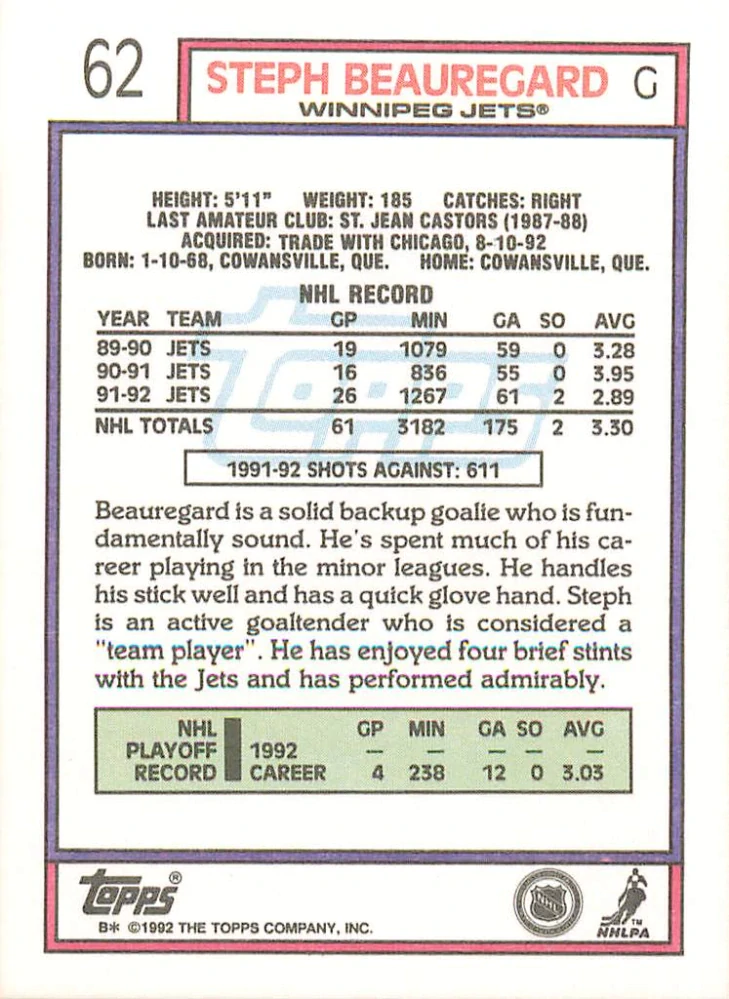 62
STEPH BEAUREGARD G
WINNIPEG JETS®
HEIGHT: 5'11" WEIGHT: 185 CATCHES: RIGHT
LAST AMATEUR CLUB: ST. JEAN CASTORS (1987-88)
ACQUIRED: TRADE WITH CHICAGO, 8-10-92
BORN: 1-10-68, COWANSVILLE, QUE. HOME: COWANSVILLE, QUE.
NHL RECORD
YEAR TEAM GP MIN GA SO AVG
89-90 JETS 19 1079 59 0 3.28
90-91 JETS 16 836 55 0 3.95
91-92 JETS 26 1267 61 2 2.89
NHL TOTALS 61 3182 175 2 3.30
TOPPS
1991-92 SHOTS AGAINST: 611
Beauregard is a solid backup goalie who is fun-
damentally sound. He's spent much of his ca-
reer playing in the minor leagues. He handles
his stick well and has a quick glove hand. Steph
is an active goaltender who is considered a
"team player". He has enjoyed four brief stints
with the Jets and has performed admirably.
NHL GP MIN GA SO AVG
PLAYOFF 1992 — — — — —
RECORD CAREER 4 238 12 0 3.03
TOPPS®
B* ©1992 THE TOPPS COMPANY, INC.
NHL
TM
NHLPA